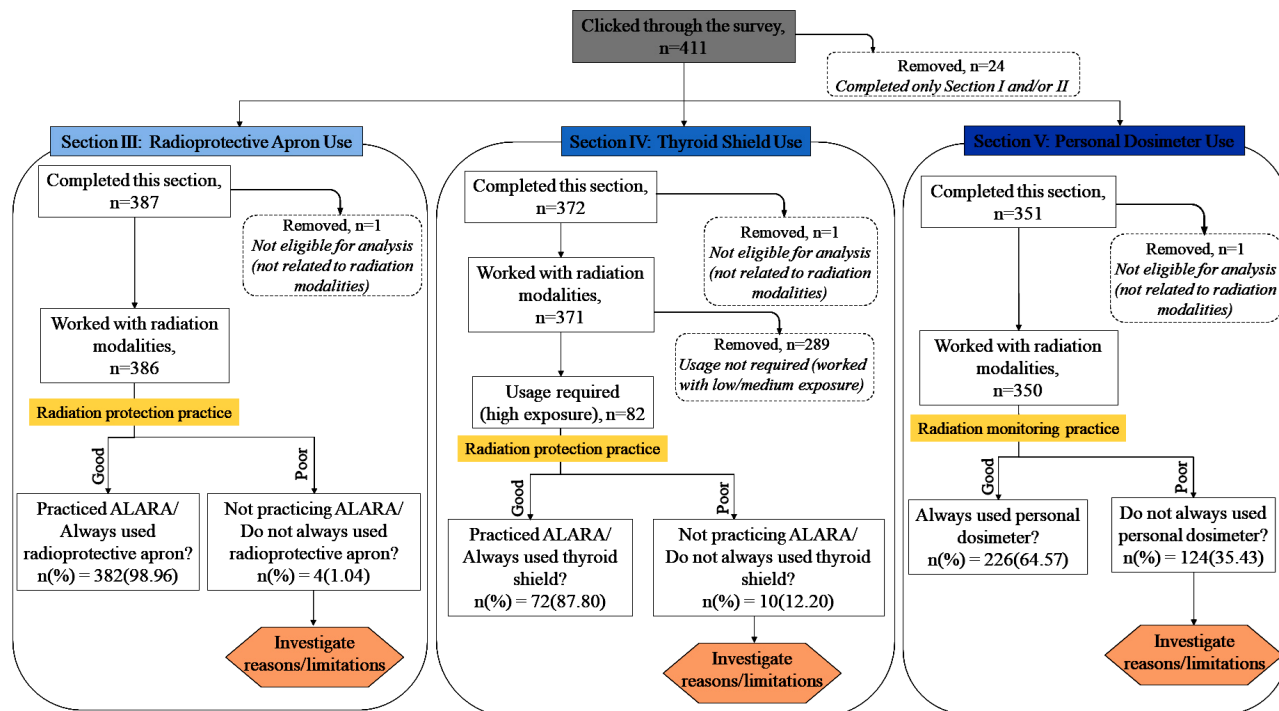 Clicked through the survey,
n=411
Removed, n=24
Completed only Section I and/or II
Section III: Radioprotective Apron Use
Completed this section,
n=387
Removed, n=1
Not eligible for analysis
(not related to radiation
modalities)
Worked with radiation
modalities,
n=386
Radiation protection practice
Good
Poor
Practiced ALARA/
Always used
radioprotective apron?
n(%) = 382(98.96)
Not practicing ALARA/
Do not always used
radioprotective apron?
n(%) = 4(1.04)
Investigate
reasons/limitations
Section IV: Thyroid Shield Use
Completed this section,
n=372
Removed, n=1
Not eligible for analysis
(not related to radiation
modalities)
Worked with radiation
modalities,
n=371
Removed, n=289
Usage not required (worked
with low/medium exposure)
Usage required
(high exposure), n=82
Radiation protection practice
Good
Poor
Practiced ALARA/
Always used thyroid
shield?
n(%) = 72(87.80)
Not practicing ALARA/
Do not always used thyroid
shield?
n(%) = 10(12.20)
Investigate
reasons/limitations
Section V: Personal Dosimeter Use
Completed this section,
n=351
Removed, n=1
Not eligible for analysis
(not related to radiation
modalities)
Worked with radiation
modalities,
n=350
Radiation monitoring practice
Good
Poor
Always used personal
dosimeter?
n(%) = 226(64.57)
Do not always used
personal dosimeter?
n(%) = 124(35.43)
Investigate
reasons/limitations